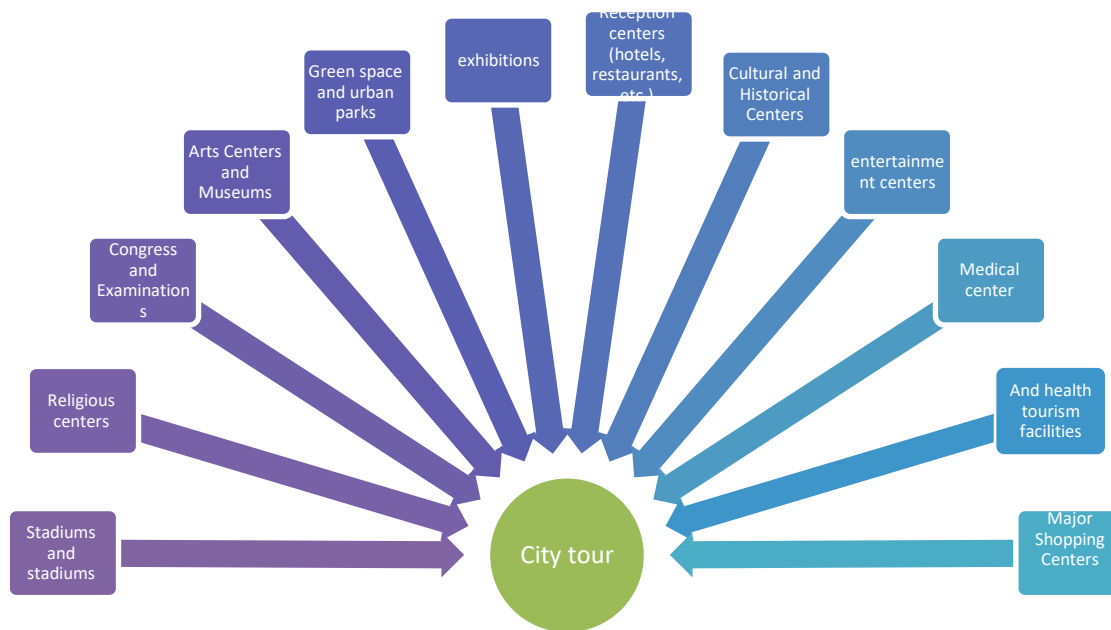 Stadiums
and
stadiums
Religious
centers
Congress
and
Examination
s
Arts Centers
and
Museums
Green space
and urban
parks
exhibitions
Reception
centers
(hotels,
restaurants,
etc.)
Cultural and
Historical
Centers
entertainme
nt centers
Medical
center
And health
tourism
facilities
Major
Shopping
Centers
City tour